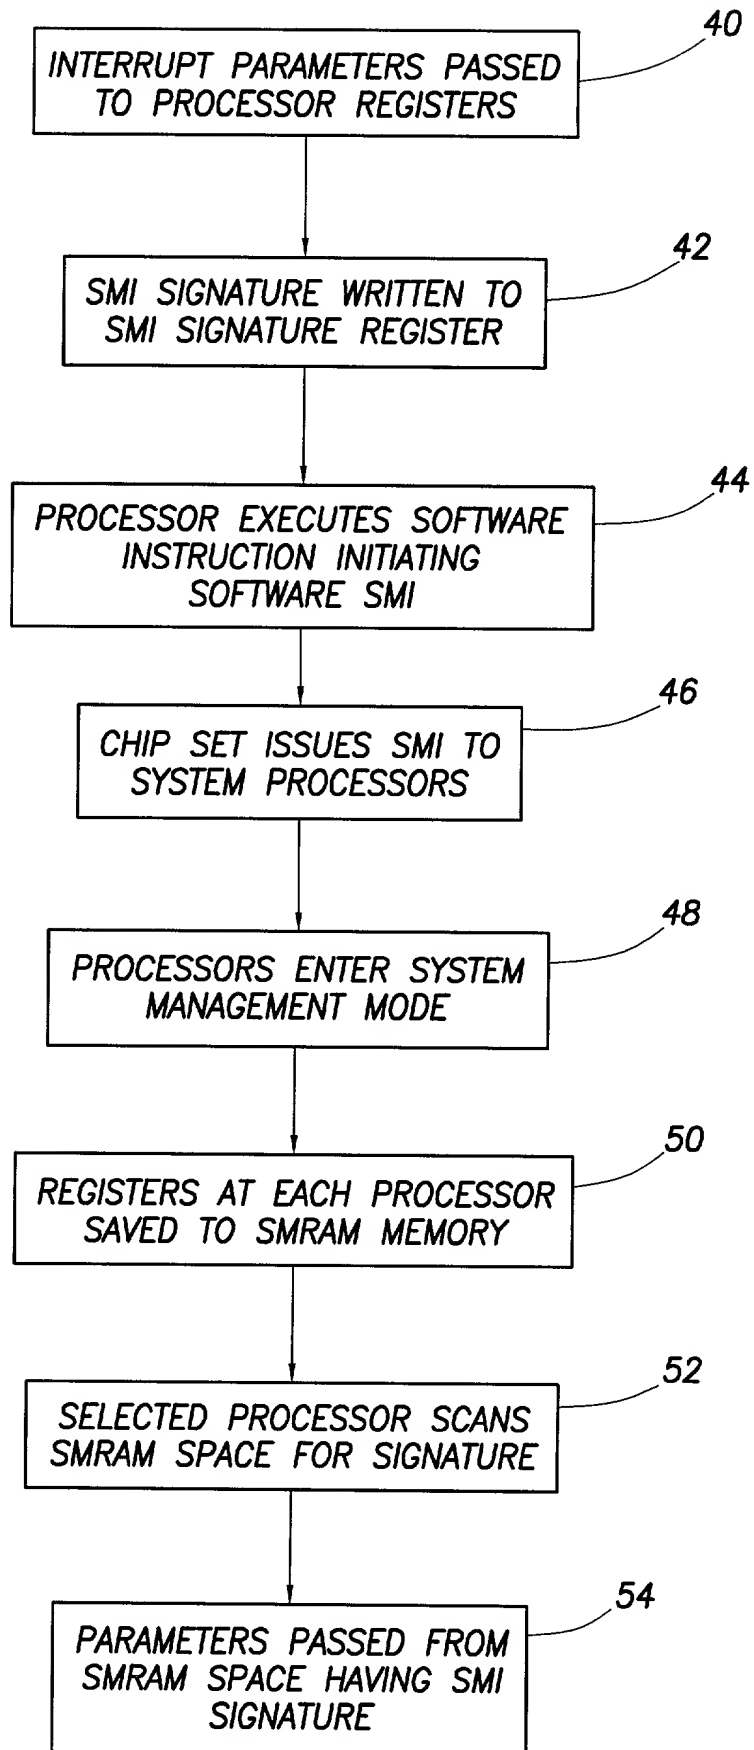 40
INTERRUPT PARAMETERS PASSED
TO PROCESSOR REGISTERS
42
SMI SIGNATURE WRITTEN TO
SMI SIGNATURE REGISTER
44
PROCESSOR EXECUTES SOFTWARE
INSTRUCTION INITIATING
SOFTWARE SMI
46
CHIP SET ISSUES SMI TO
SYSTEM PROCESSORS
48
PROCESSORS ENTER SYSTEM
MANAGEMENT MODE
50
REGISTERS AT EACH PROCESSOR
SAVED TO SMRAM MEMORY
52
SELECTED PROCESSOR SCANS
SMRAM SPACE FOR SIGNATURE
54
PARAMETERS PASSED FROM
SMRAM SPACE HAVING SMI
SIGNATURE